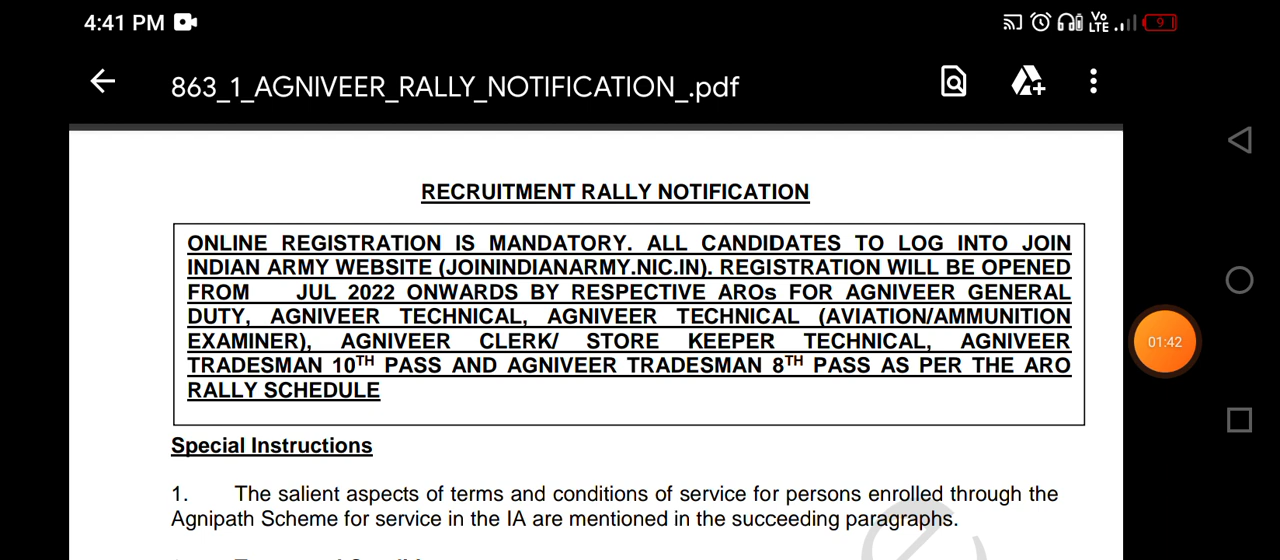 4:41 PM
Vo LTE
9
863_1_AGNIVEER_RALLY_NOTIFICATION_.pdf
RECRUITMENT RALLY NOTIFICATION
ONLINE REGISTRATION IS MANDATORY. ALL CANDIDATES TO LOG INTO JOIN
INDIAN ARMY WEBSITE (JOININDIANARMY.NIC.IN). REGISTRATION WILL BE OPENED
FROM JUL 2022 ONWARDS BY RESPECTIVE AROs FOR AGNIVEER GENERAL
DUTY, AGNIVEER TECHNICAL, AGNIVEER TECHNICAL (AVIATION/AMMUNITION
EXAMINER), AGNIVEER CLERK/ STORE KEEPER TECHNICAL, AGNIVEER
TRADESMAN 10TH PASS AND AGNIVEER TRADESMAN 8TH PASS AS PER THE ARO
RALLY SCHEDULE
01:42
Special Instructions
1. The salient aspects of terms and conditions of service for persons enrolled through the
Agnipath Scheme for service in the IA are mentioned in the succeeding paragraphs.